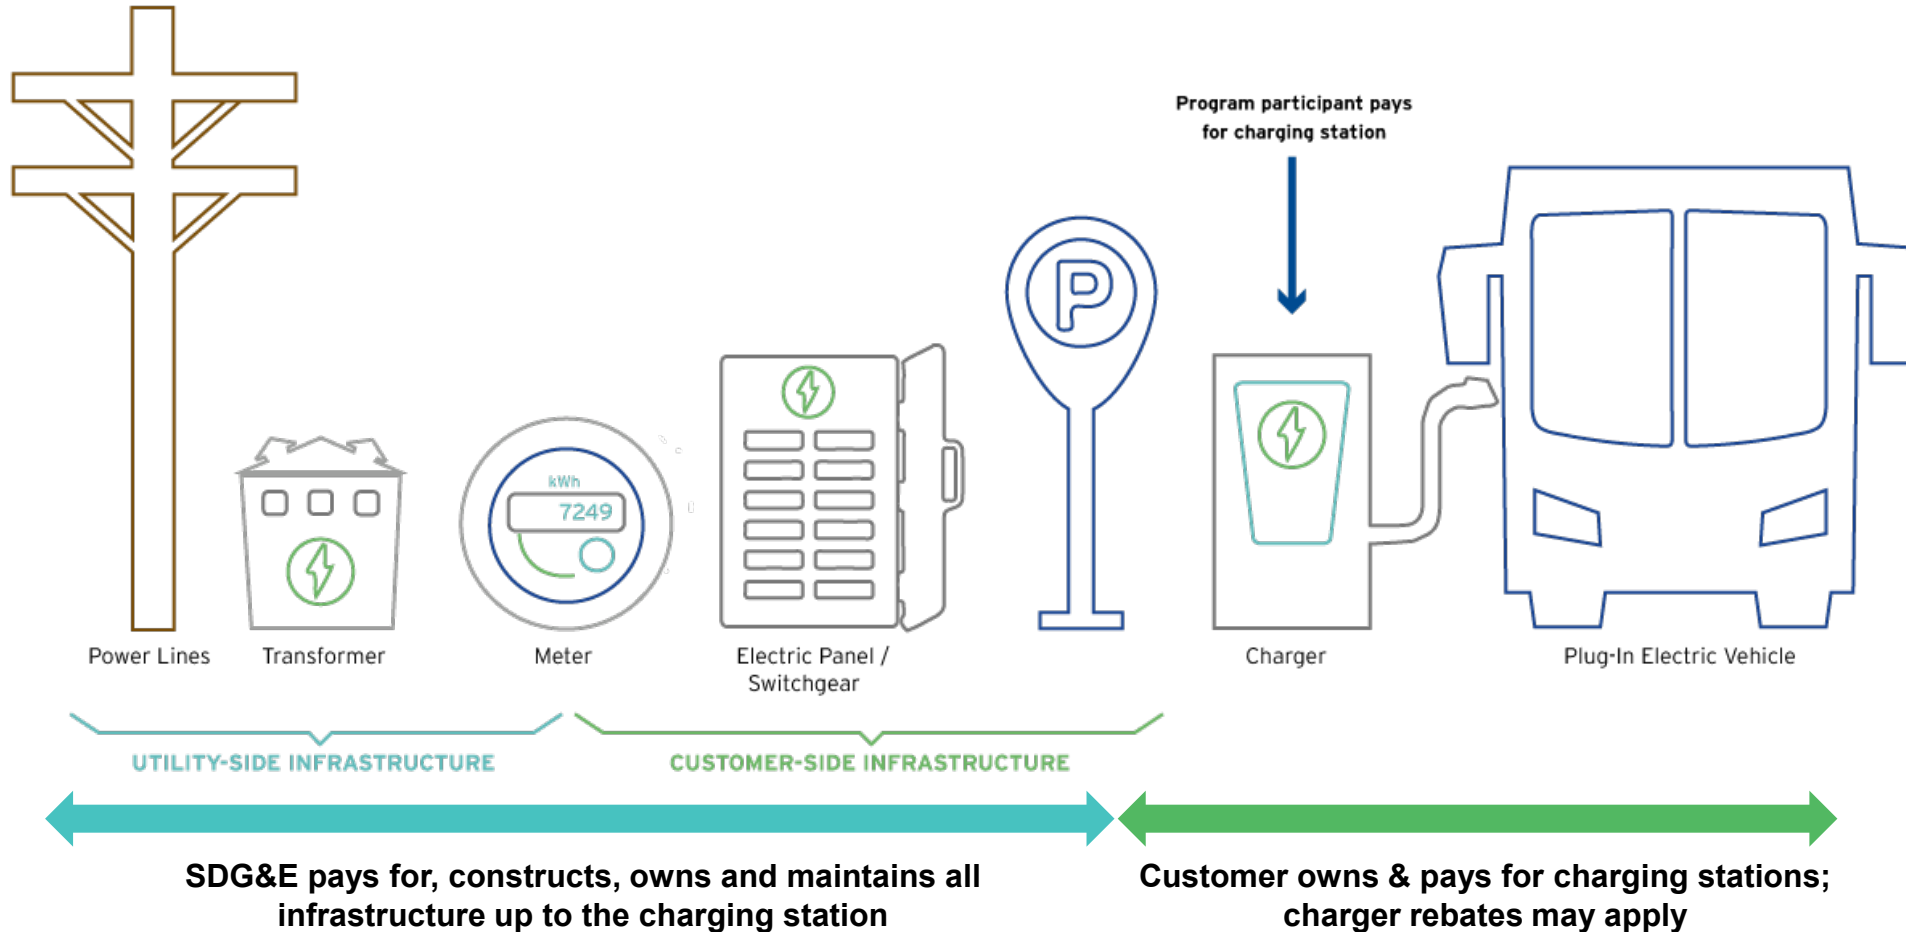 Program participant pays
for charging station
P
kWh
7249
Power Lines
Transformer
Meter
Electric Panel /
Switchgear
Charger
Plug-In Electric Vehicle
UTILITY-SIDE INFRASTRUCTURE
CUSTOMER-SIDE INFRASTRUCTURE
SDG&E pays for, constructs, owns and maintains all
infrastructure up to the charging station
Customer owns & pays for charging stations;
charger rebates may apply